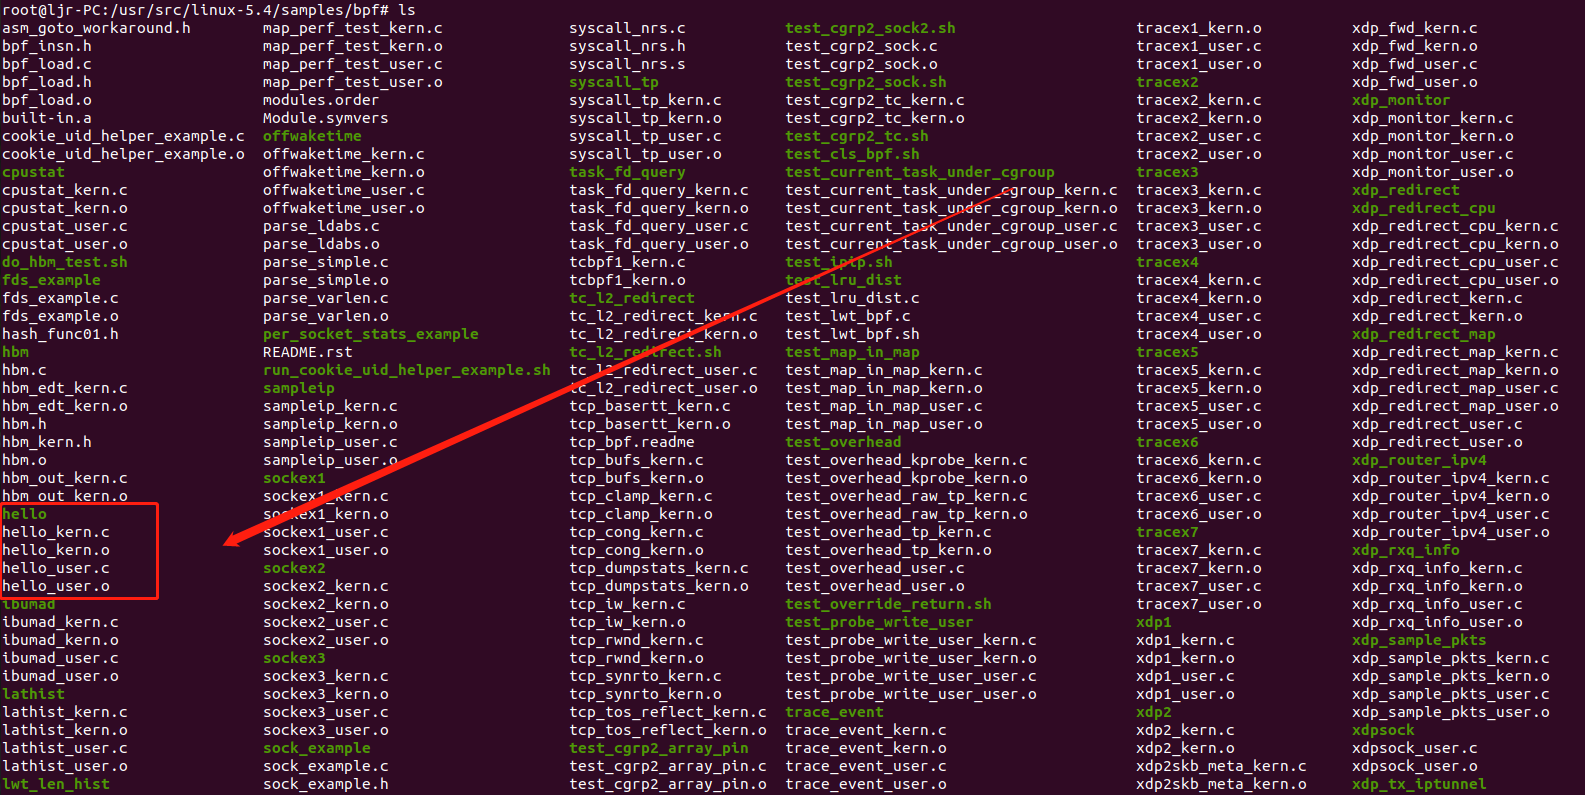 root@ljr-PC:/usr/src/linux-5.4/samples/bpf# ls
asm_goto_workaround.h map_perf_test_kern.c syscall_nrs.c test_cgrp2_sock2.sh tracex1_kern.o xdp_fwd_kern.c
bpf_insn.h map_perf_test_kern.o syscall_nrs.h test_cgrp2_sock.c tracex1_user.c xdp_fwd_kern.o
bpf_load.c map_perf_test_user.c syscall_nrs.s test_cgrp2_sock.o tracex1_user.o xdp_fwd_user.c
bpf_load.h map_perf_test_user.o syscall_tp test_cgrp2_sock.sh tracex2 xdp_fwd_user.o
bpf_load.o modules.order syscall_tp_kern.c test_cgrp2_tc_kern.c tracex2_kern.c xdp_monitor
built-in.a Module.symvers syscall_tp_kern.o test_cgrp2_tc_kern.o tracex2_kern.o xdp_monitor_kern.c
cookie_uid_helper_example.c offwaketime syscall_tp_user.c test_cgrp2_tc.sh tracex2_user.c xdp_monitor_kern.o
cookie_uid_helper_example.o offwaketime_kern.c syscall_tp_user.o test_cls_bpf.sh tracex2_user.o xdp_monitor_user.c
cpustat offwaketime_kern.o task_fd_query test_current_task_under_cgroup tracex3 xdp_monitor_user.o
cpustat_kern.c offwaketime_user.c task_fd_query_kern.c test_current_task_under_cgroup_kern.c tracex3_kern.c xdp_redirect
cpustat_kern.o offwaketime_user.o task_fd_query_kern.o test_current_task_under_cgroup_kern.o tracex3_kern.o xdp_redirect_cpu
cpustat_user.c parse_ldabs.c task_fd_query_user.c test_current_task_under_cgroup_user.c tracex3_user.c xdp_redirect_cpu_kern.c
cpustat_user.o parse_ldabs.o task_fd_query_user.o test_current_task_under_cgroup_user.o tracex3_user.o xdp_redirect_cpu_kern.o
do_hbm_test.sh parse_simple.c tcbpf1_kern.c test_ipip.sh tracex4 xdp_redirect_cpu_user.c
fds_example parse_simple.o tcbpf1_kern.o test_lru_dist tracex4_kern.c xdp_redirect_cpu_user.o
fds_example.c parse_varlen.c tc_l2_redirect test_lru_dist.c tracex4_kern.o xdp_redirect_kern.c
fds_example.o parse_varlen.o tc_l2_redirect_kern.c test_lwt_bpf.c tracex4_user.c xdp_redirect_kern.o
hash_func01.h per_socket_stats_example tc_l2_redirect_kern.o test_lwt_bpf.sh tracex4_user.o xdp_redirect_map
hbm README.rst tc_l2_redirect.sh test_map_in_map tracex5 xdp_redirect_map_kern.c
hbm.c run_cookie_uid_helper_example.sh tc_l2_redirect_user.c test_map_in_map_kern.c tracex5_kern.c xdp_redirect_map_kern.o
hbm_edt_kern.c sampleip tc_l2_redirect_user.o test_map_in_map_kern.o tracex5_kern.o xdp_redirect_map_user.c
hbm_edt_kern.o sampleip_kern.c tcp_basertt_kern.c test_map_in_map_user.c tracex5_user.c xdp_redirect_map_user.o
hbm.h sampleip_kern.o tcp_basertt_kern.o test_map_in_map_user.o tracex5_user.o xdp_redirect_user.c
hbm_kern.h sampleip_user.c tcp_bpf.readme test_overhead tracex6 xdp_redirect_user.o
hbm.o sampleip_user.o tcp_bufs_kern.c test_overhead_kprobe_kern.c tracex6_kern.c xdp_router_ipv4
hbm_out_kern.c sockex1 tcp_bufs_kern.o test_overhead_kprobe_kern.o tracex6_kern.o xdp_router_ipv4_kern.c
hbm_out_kern.o sockex1_kern.c tcp_clamp_kern.c test_overhead_raw_tp_kern.c tracex6_user.c xdp_router_ipv4_kern.o
hello sockex1_kern.o tcp_clamp_kern.o test_overhead_raw_tp_kern.o tracex6_user.o xdp_router_ipv4_user.c
hello_kern.c sockex1_user.c tcp_cong_kern.c test_overhead_tp_kern.c tracex7 xdp_router_ipv4_user.o
hello_kern.o sockex1_user.o tcp_cong_kern.o test_overhead_tp_kern.o tracex7_kern.c xdp_rxq_info
hello_user.c sockex2 tcp_dumpstats_kern.c test_overhead_user.c tracex7_kern.o xdp_rxq_info_kern.c
hello_user.o sockex2_kern.c tcp_dumpstats_kern.o test_overhead_user.o tracex7_user.c xdp_rxq_info_kern.o
ibumad sockex2_kern.o tcp_iw_kern.c test_override_return.sh tracex7_user.o xdp_rxq_info_user.c
ibumad_kern.c sockex2_user.c tcp_iw_kern.o test_probe_write_user xdp1 xdp_rxq_info_user.o
ibumad_kern.o sockex2_user.o tcp_rwnd_kern.c test_probe_write_user_kern.c xdp1_kern.c xdp_sample_pkts
ibumad_user.c sockex3 tcp_rwnd_kern.o test_probe_write_user_kern.o xdp1_kern.o xdp_sample_pkts_kern.c
ibumad_user.o sockex3_kern.c tcp_synrto_kern.c test_probe_write_user_user.c xdp1_user.c xdp_sample_pkts_kern.o
lathist sockex3_kern.o tcp_synrto_kern.o test_probe_write_user_user.o xdp1_user.o xdp_sample_pkts_user.c
lathist_kern.c sockex3_user.c tcp_tos_reflect_kern.c trace_event xdp2 xdp_sample_pkts_user.o
lathist_kern.o sockex3_user.o tcp_tos_reflect_kern.o trace_event_kern.c xdp2_kern.c xdpsock
lathist_user.c sock_example test_cgrp2_array_pin trace_event_kern.o xdp2_kern.o xdpsock_user.c
lathist_user.o sock_example.c test_cgrp2_array_pin.c trace_event_user.c xdp2skb_meta_kern.c xdpsock_user.o
lwt_len_hist sock_example.h test_cgrp2_array_pin.o trace_event_user.o xdp2skb_meta_kern.o xdp_tx_iptunnel